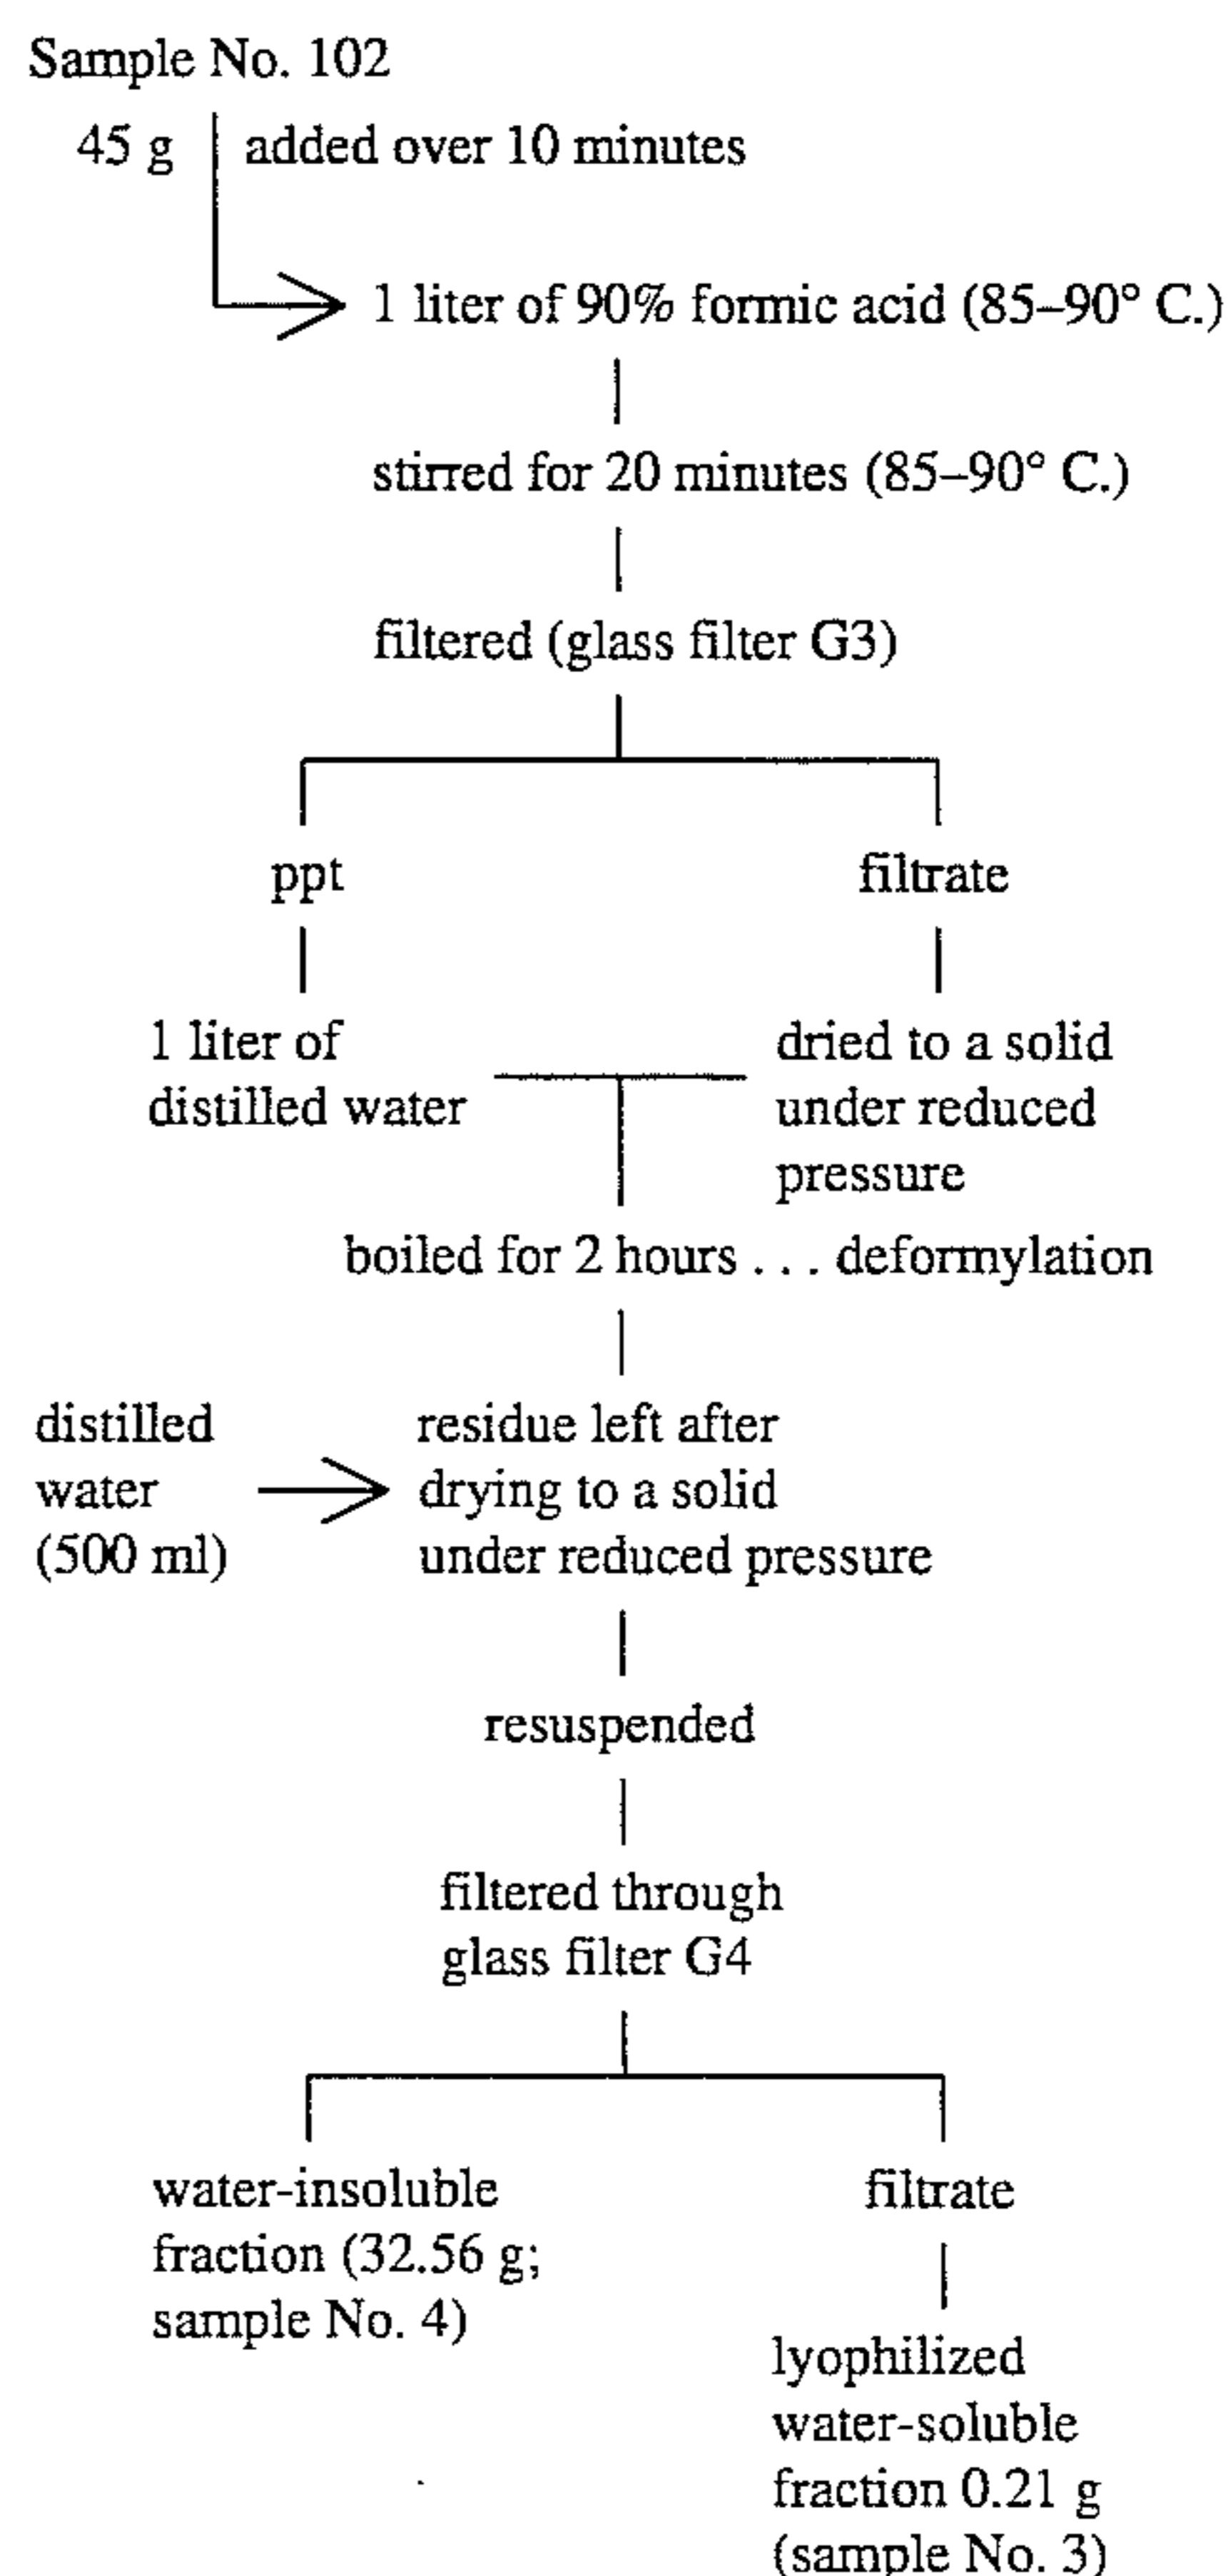 Sample No. 102
45 g added over 10 minutes
1 liter of 90% formic acid (85–90° C.)
stirred for 20 minutes (85–90° C.)
filtered (glass filter G3)
ppt
filtrate
1 liter of
distilled water
dried to a solid
under reduced
pressure
boiled for 2 hours . . . deformylation
distilled
water
(500 ml)
residue left after
drying to a solid
under reduced pressure
resuspended
filtered through
glass filter G4
water-insoluble
fraction (32.56 g;
sample No. 4)
filtrate
lyophilized
water-soluble
fraction 0.21 g
(sample No. 3)